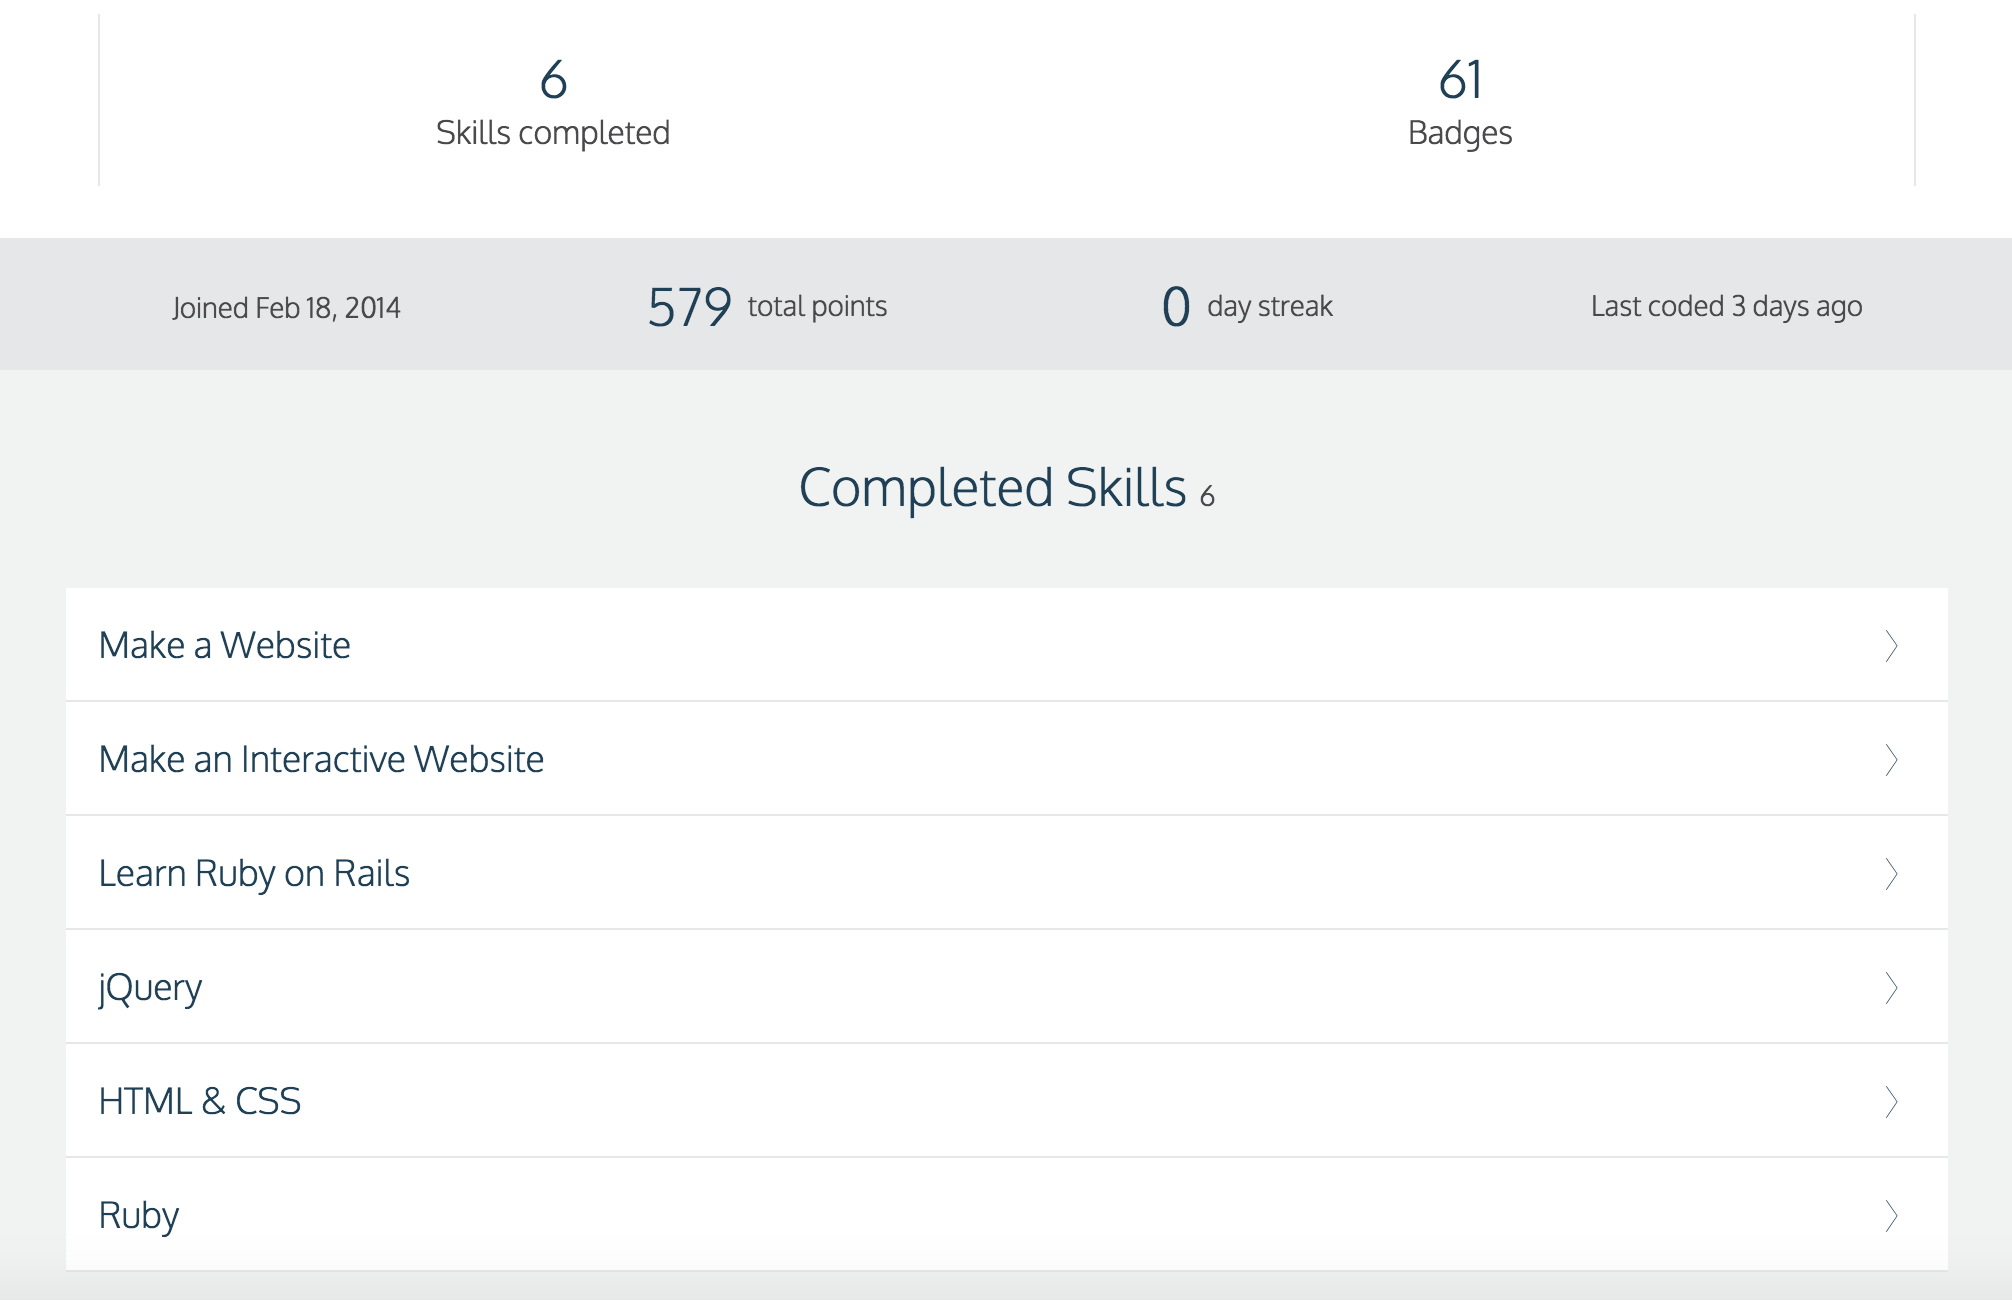 6
Skills completed
61
Badges
Joined Feb 18, 2014
579 total points
0 day streak
Last coded 3 days ago
Completed Skills 6
Make a Website
Make an Interactive Website
Learn Ruby on Rails
jQuery
HTML & CSS
Ruby